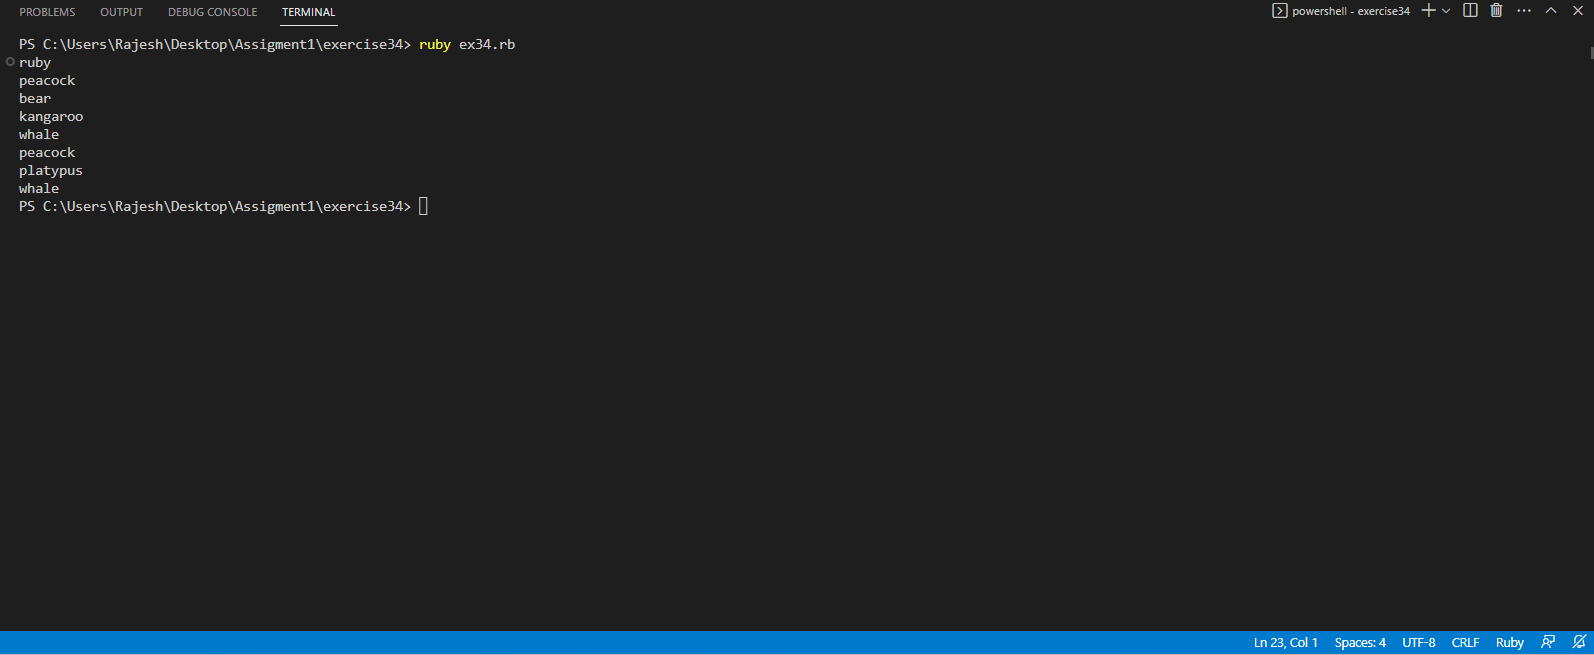 PROBLEMS OUTPUT DEBUG CONSOLE TERMINAL powershell - exercise34
PS C:\Users\Rajesh\Desktop\Assigment1\exercise34> ruby ex34.rb
ruby
peacock
bear
kangaroo
whale
peacock
platypus
whale
PS C:\Users\Rajesh\Desktop\Assigment1\exercise34>
Ln 23, Col 1 Spaces: 4 UTF-8 CRLF Ruby